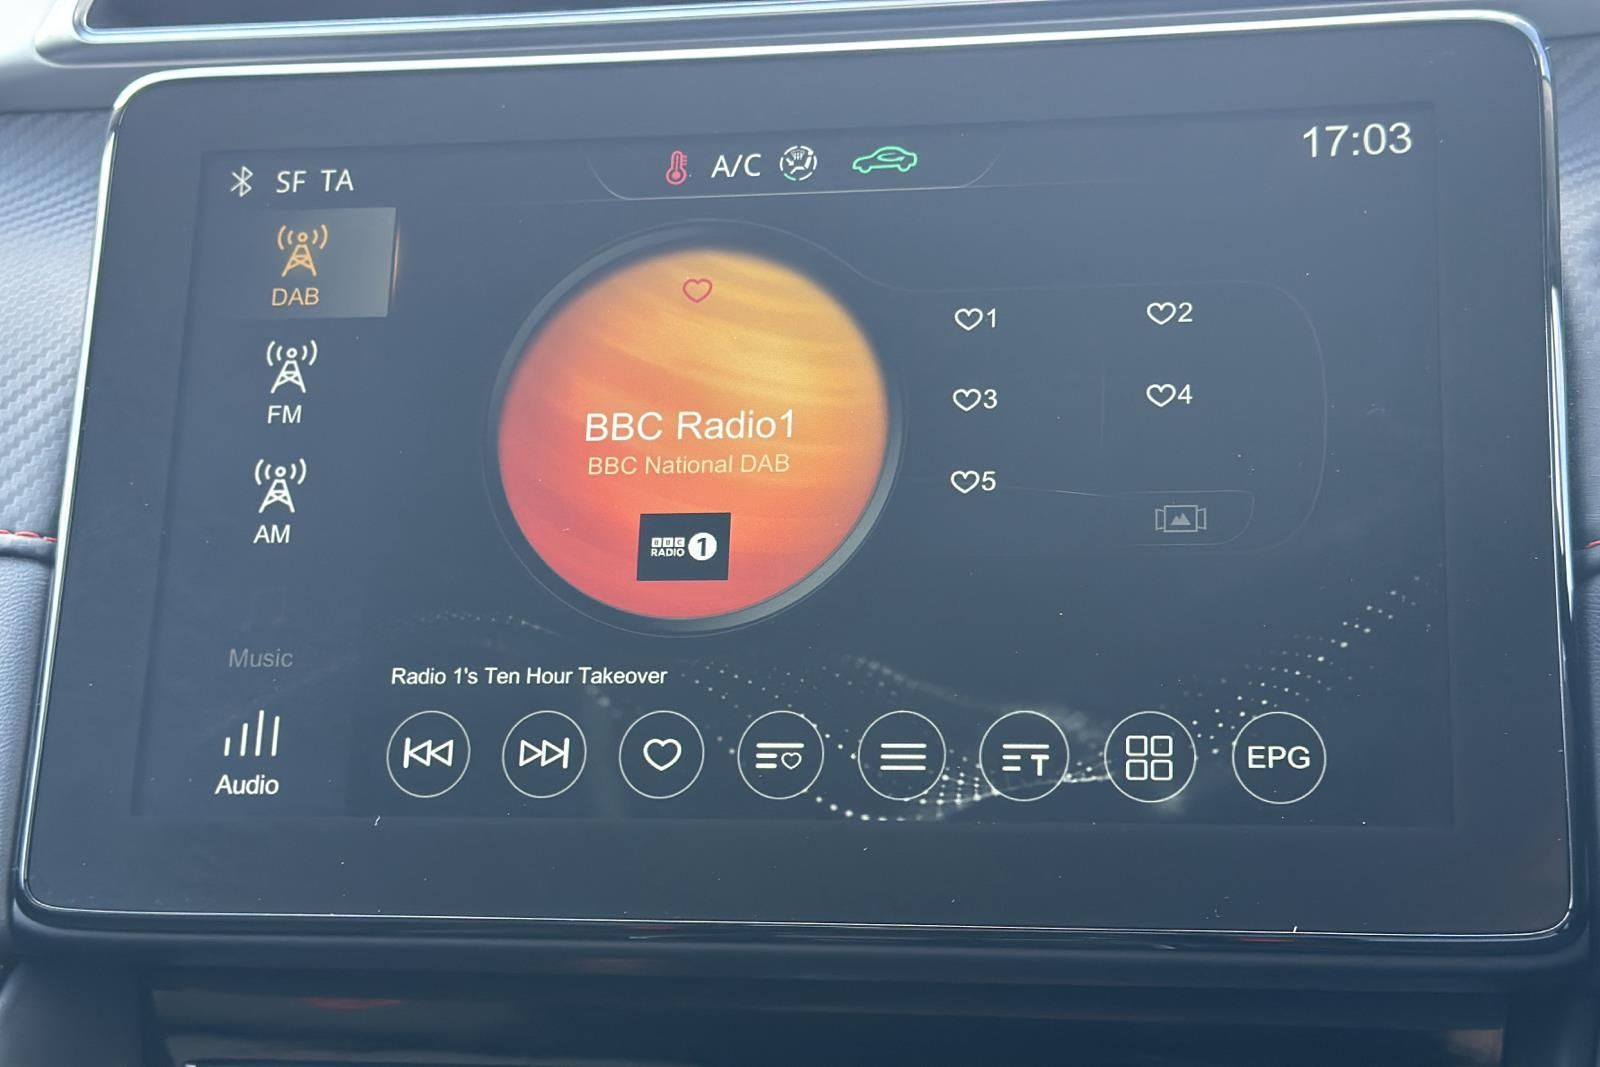 SF TA
A/C
17:03
DAB
FM
AM
Music
Audio
BBC Radio1
BBC National DAB
BBC
RADIO 1
1
2
3
4
5
Radio 1's Ten Hour Takeover
T
EPG